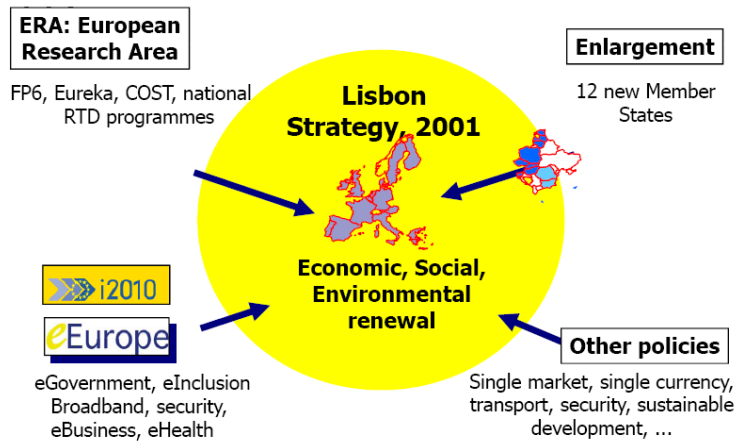 ERA: European
Research Area
FP6, Eureka, COST, national
RTD programmes
Enlargement
12 new Member
States
Lisbon
Strategy, 2001
Economic, Social,
Environmental
renewal
i2010
eEurope
eGovernment, eInclusion
Broadband, security,
eBusiness, eHealth
Other policies
Single market, single currency,
transport, security, sustainable
development, ...